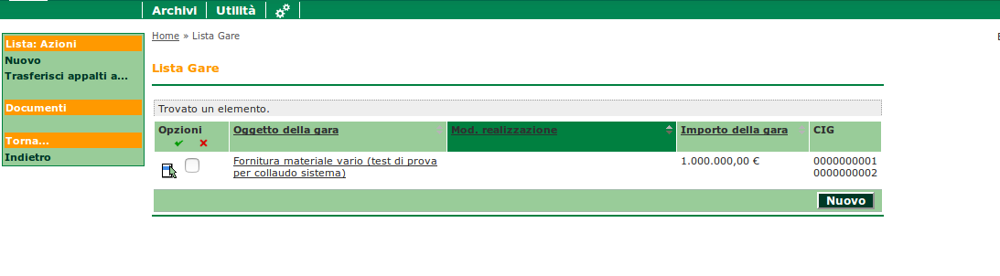 Archivi Utilità
Home » Lista Gare
Lista: Azioni
Nuovo
Trasferisci appalti a...
Documenti
Torna...
Indietro
Lista Gare
Trovato un elemento.
Opzioni Oggetto della gara Mod. realizzazione Importo della gara CIG
Fornitura materiale vario (test di prova
per collaudo sistema)
1.000.000,00 €
0000000001
0000000002
Nuovo